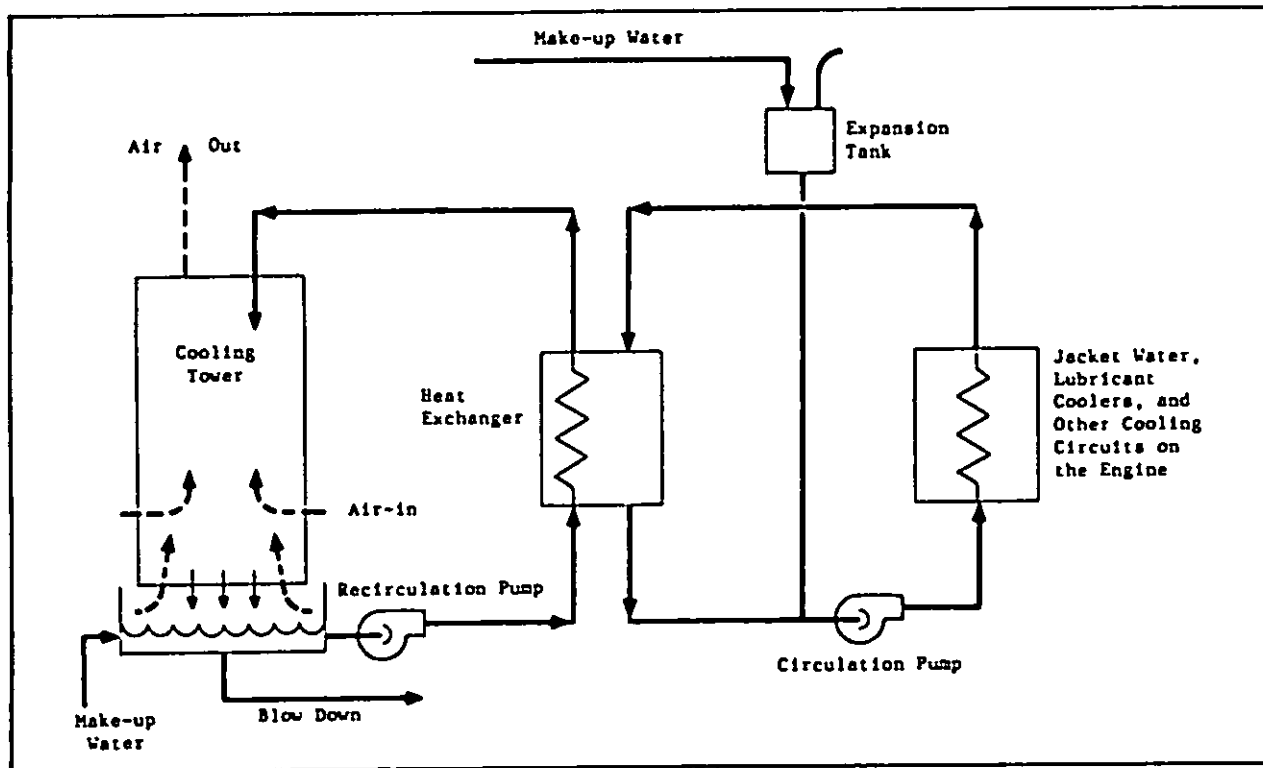 Make-up Water
Expansion
Tank
Air Out
Cooling
Tower
Heat
Exchanger
Jacket Water,
Lubricant
Coolers, and
Other Cooling
Circuits on
the Engine
Air-in
Recirculation Pump
Circulation Pump
Blow Down
Make-up
Water